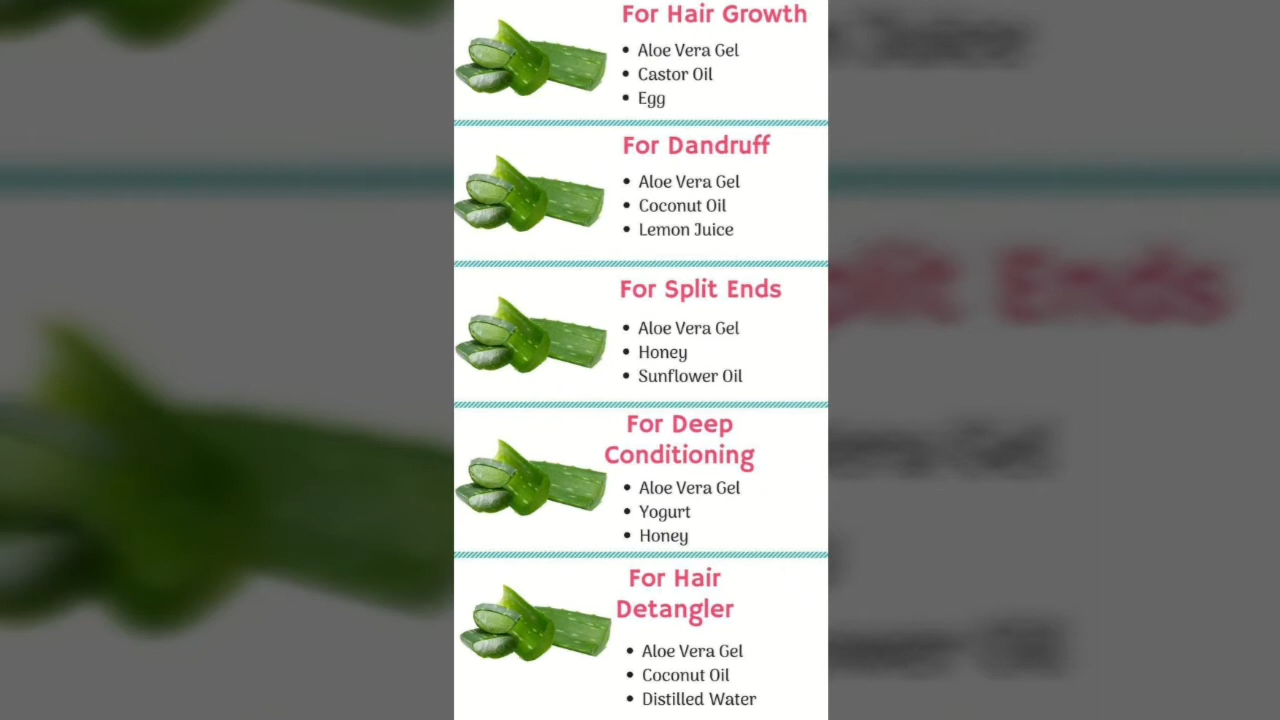 For Hair Growth
• Aloe Vera Gel
• Castor Oil
• Egg
For Dandruff
• Aloe Vera Gel
• Coconut Oil
• Lemon Juice
For Split Ends
• Aloe Vera Gel
• Honey
• Sunflower Oil
For Deep
Conditioning
• Aloe Vera Gel
• Yogurt
• Honey
For Hair
Detangler
• Aloe Vera Gel
• Coconut Oil
• Distilled Water